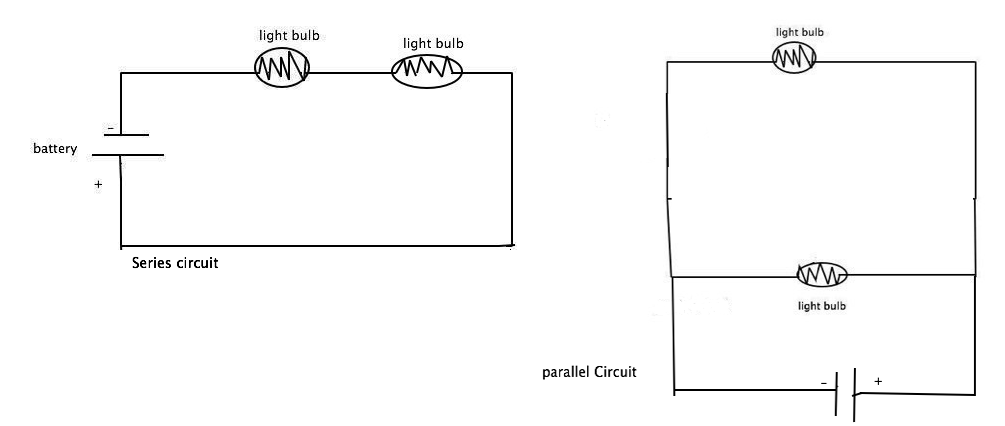 light bulb
light bulb
-
battery
+
Series circuit
light bulb
light bulb
parallel Circuit
-
+